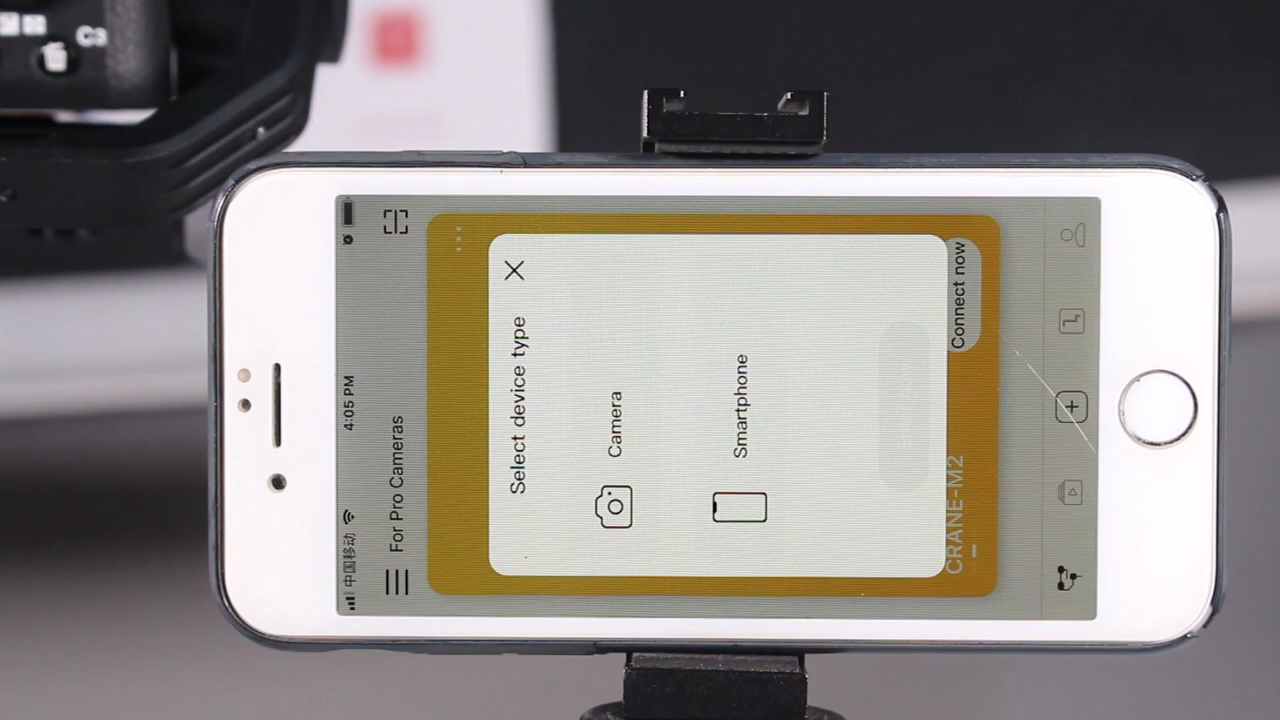 中国移动
4:05 PM
For Pro Cameras
Select device type
Camera
Smartphone
CRANE-M2
Connect now
C3